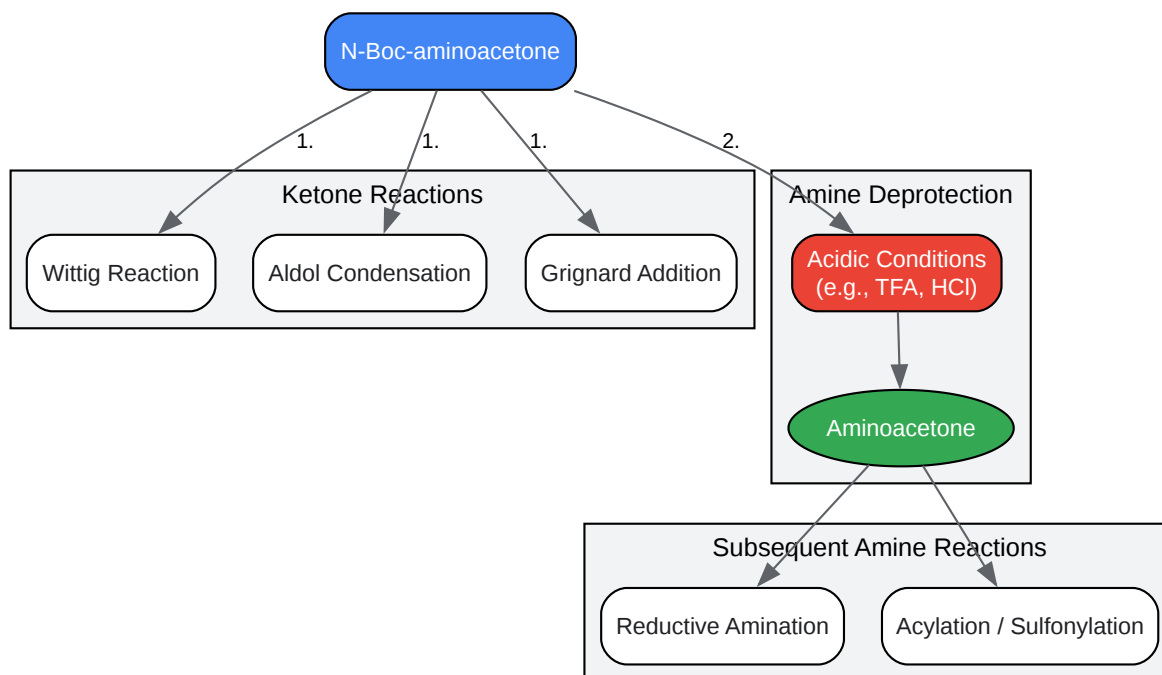 N-Boc-aminoacetone
1.
1.
1.
2.
Ketone Reactions
Amine Deprotection
Wittig Reaction
Aldol Condensation
Grignard Addition
Acidic Conditions
(e.g., TFA, HCl)
Aminoacetone
Subsequent Amine Reactions
Reductive Amination
Acylation / Sulfonylation